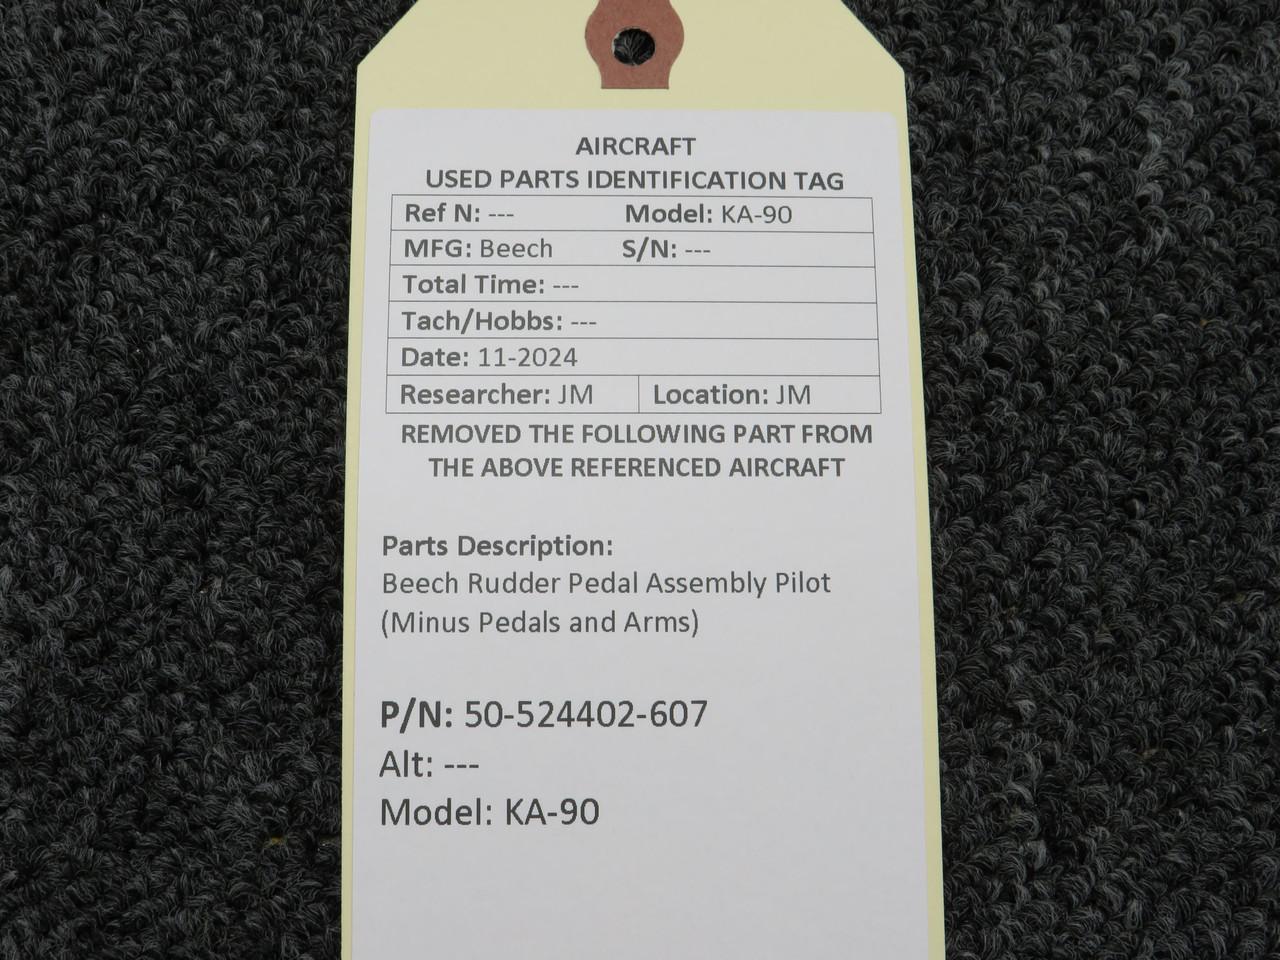 AIRCRAFT
USED PARTS IDENTIFICATION TAG
Ref N: --- Model: KA-90
MFG: Beech S/N: ---
Total Time: ---
Tach/Hobbs: ---
Date: 11-2024
Researcher: JM Location: JM
REMOVED THE FOLLOWING PART FROM
THE ABOVE REFERENCED AIRCRAFT
Parts Description:
Beech Rudder Pedal Assembly Pilot
(Minus Pedals and Arms)
P/N: 50-524402-607
Alt: ---
Model: KA-90